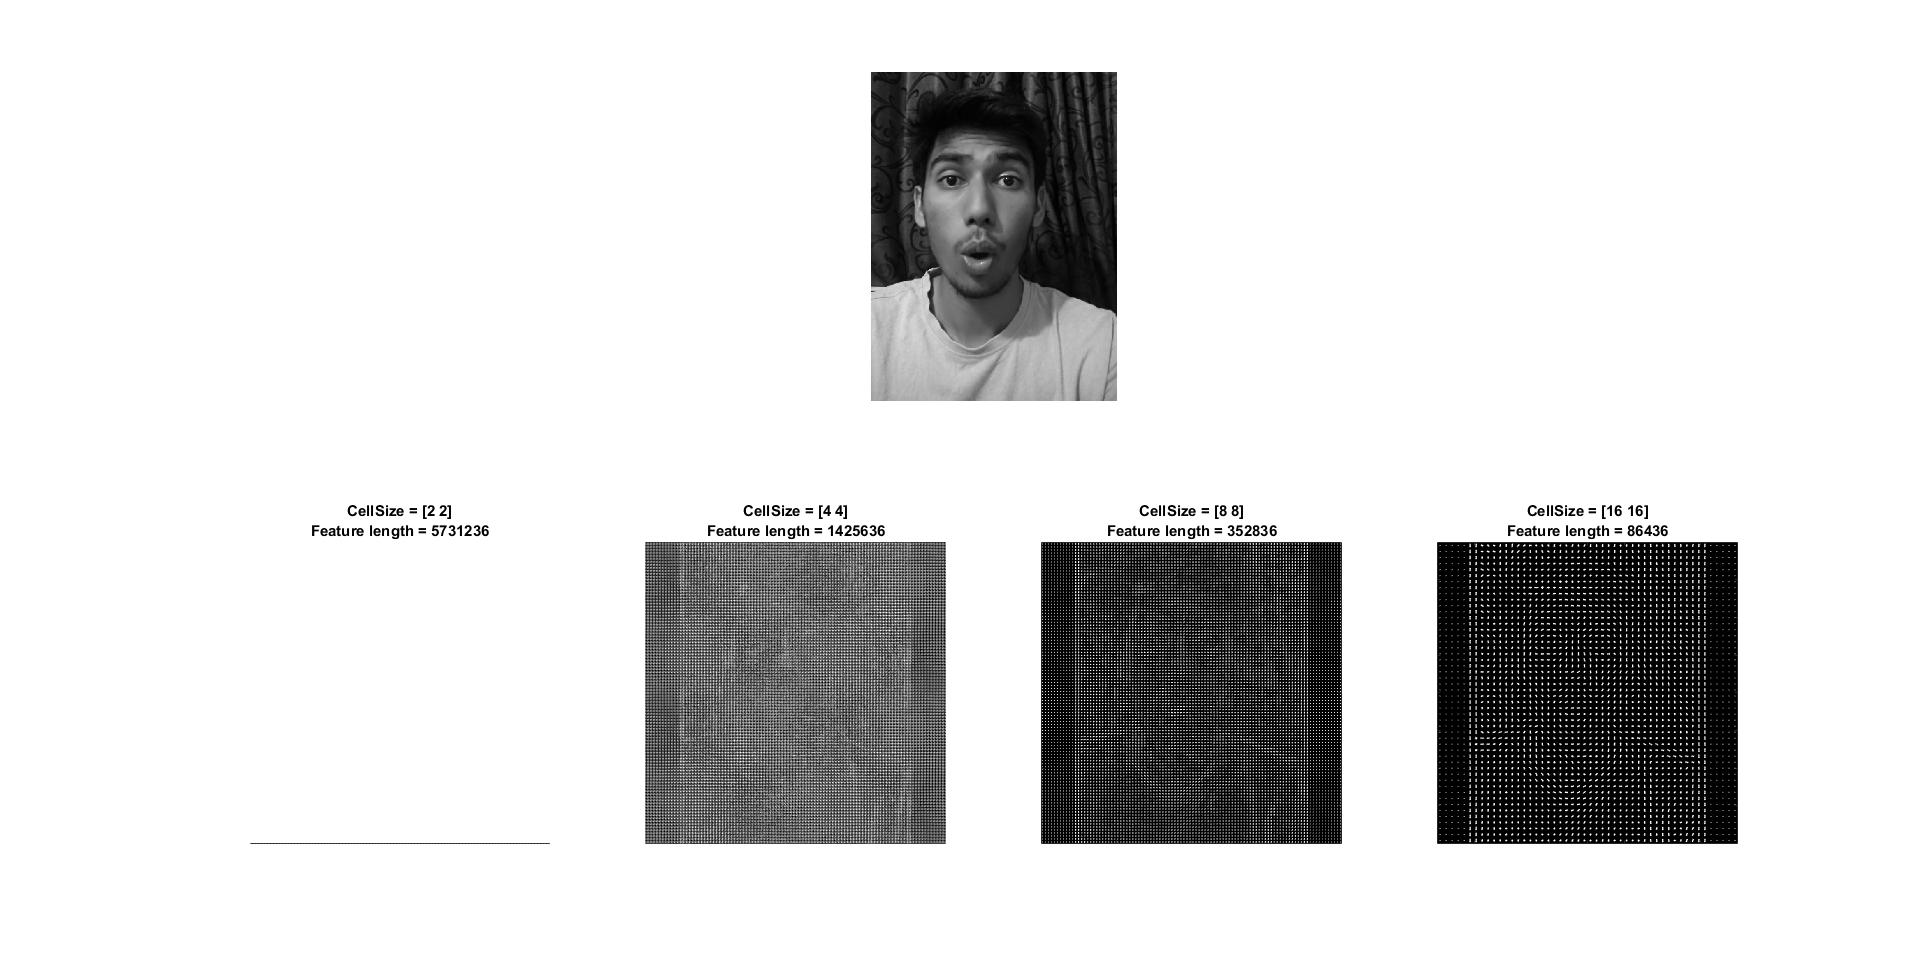 CellSize = [2 2]
Feature length = 5731236
CellSize = [4 4]
Feature length = 1425636
CellSize = [8 8]
Feature length = 352836
CellSize = [16 16]
Feature length = 86436